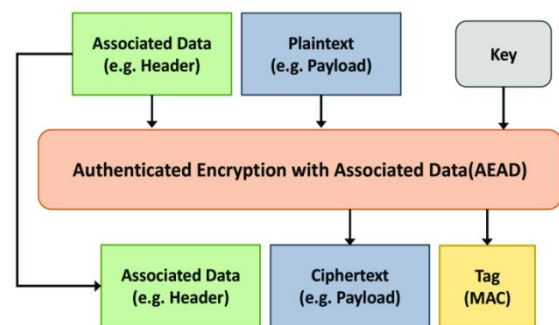 Associated Data
(e.g. Header)
Plaintext
(e.g. Payload)
Key
Authenticated Encryption with Associated Data(AEAD)
Associated Data
(e.g. Header)
Ciphertext
(e.g. Payload)
Tag
(MAC)